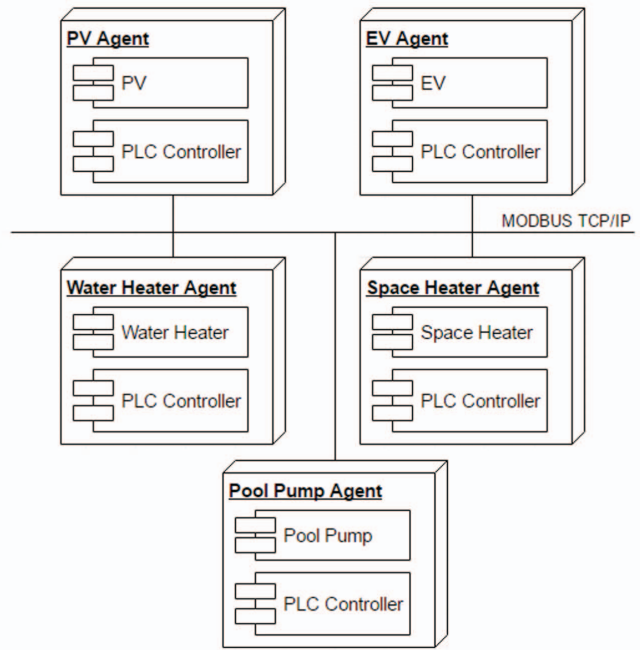 PV Agent
PV
PLC Controller
EV Agent
EV
PLC Controller
MODBUS TCP/IP
Water Heater Agent
Water Heater
PLC Controller
Space Heater Agent
Space Heater
PLC Controller
Pool Pump Agent
Pool Pump
PLC Controller